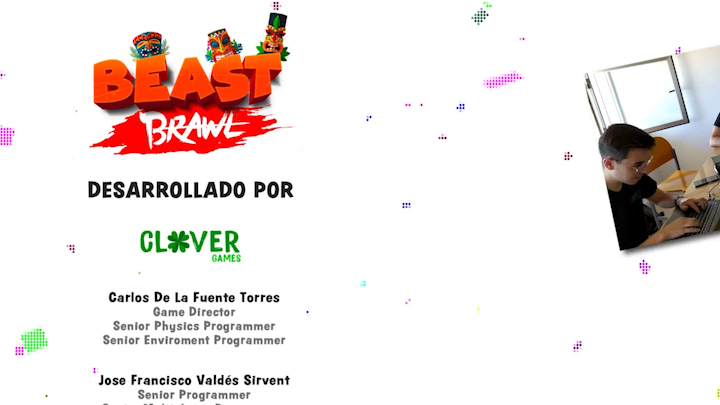 BEAST
BRAWL
DESARROLLADO POR
CLOVER
GAMES
Carlos De La Fuente Torres
Game Director
Senior Physics Programmer
Senior Enviroment Programmer
Jose Francisco Valdés Sirvent
Senior Programmer